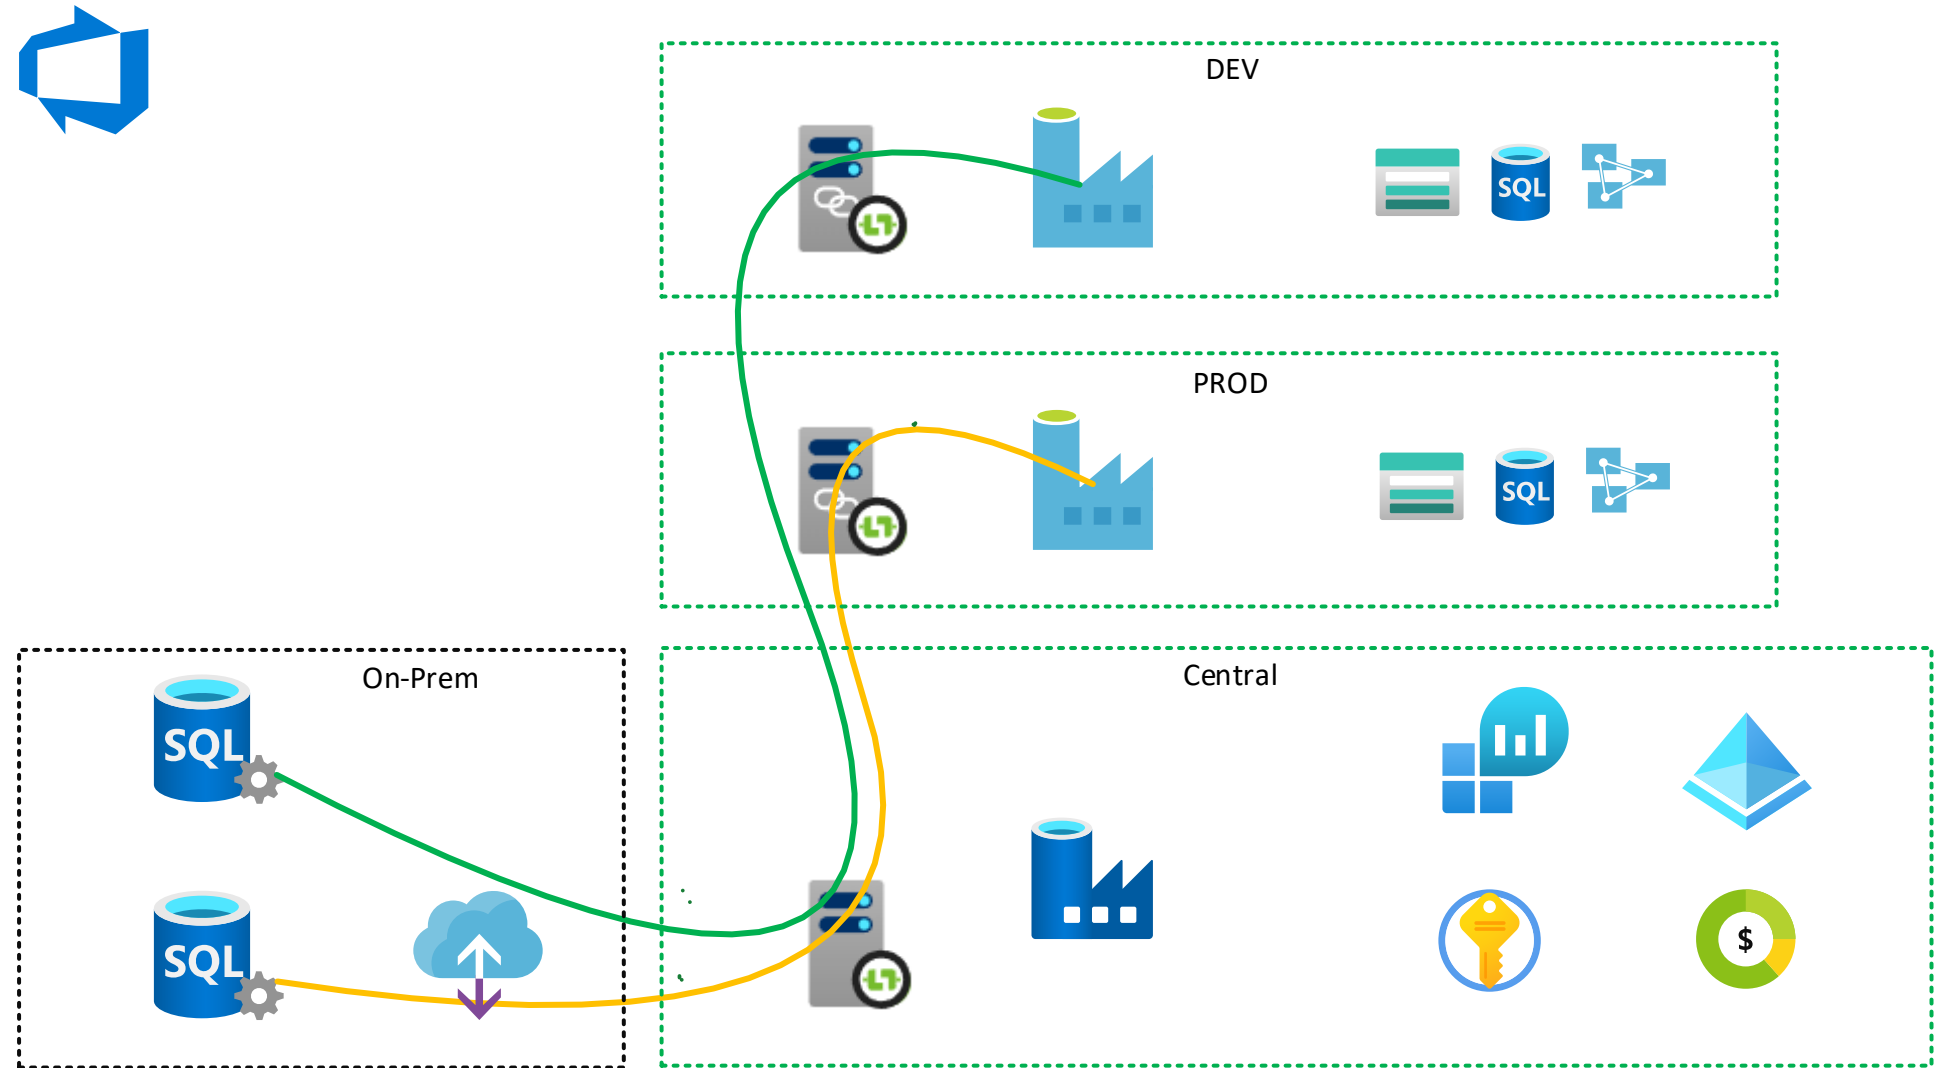 DEV
SQL
PROD
SQL
On-Prem
SQL
SQL
Central
$